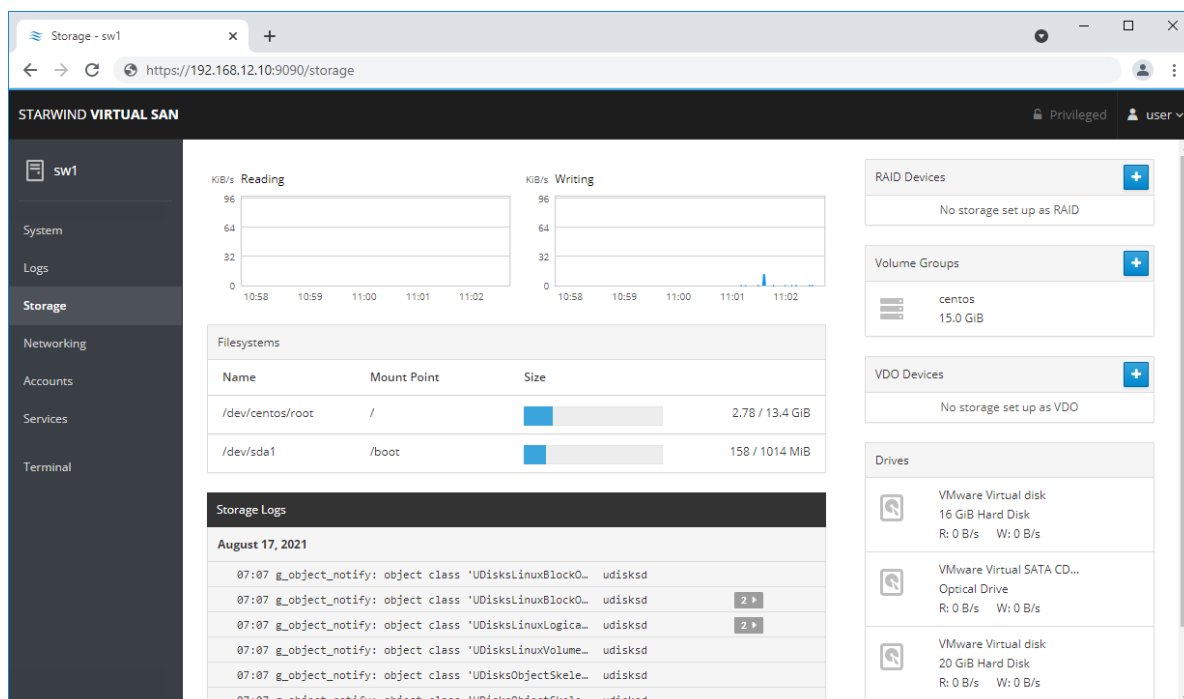 Storage - sw1
https://192.168.12.10:9090/storage
STARWIND VIRTUAL SAN
Privileged
user
sw1
System
Logs
Storage
Networking
Accounts
Services
Terminal
KiB/s Reading
96
64
32
0
10:58 10:59 11:00 11:01 11:02
KiB/s Writing
96
64
32
0
10:58 10:59 11:00 11:01 11:02
Filesystems
Name Mount Point Size
/dev/centos/root / 2.78 / 13.4 GiB
/dev/sda1 /boot 158 / 1014 MiB
Storage Logs
August 17, 2021
07:07 g_object_notify: object class 'UDisksLinuxBlockO… udisksd
07:07 g_object_notify: object class 'UDisksLinuxBlockO… udisksd 2
07:07 g_object_notify: object class 'UDisksLinuxLogica… udisksd 2
07:07 g_object_notify: object class 'UDisksLinuxVolume… udisksd
07:07 g_object_notify: object class 'UDisksObjectSkele… udisksd
07:07 g_object_notify: object class 'UDisksObjectSkele… udisksd
RAID Devices
No storage set up as RAID
Volume Groups
centos
15.0 GiB
VDO Devices
No storage set up as VDO
Drives
VMware Virtual disk
16 GiB Hard Disk
R: 0 B/s W: 0 B/s
VMware Virtual SATA CD...
Optical Drive
R: 0 B/s W: 0 B/s
VMware Virtual disk
20 GiB Hard Disk
R: 0 B/s W: 0 B/s